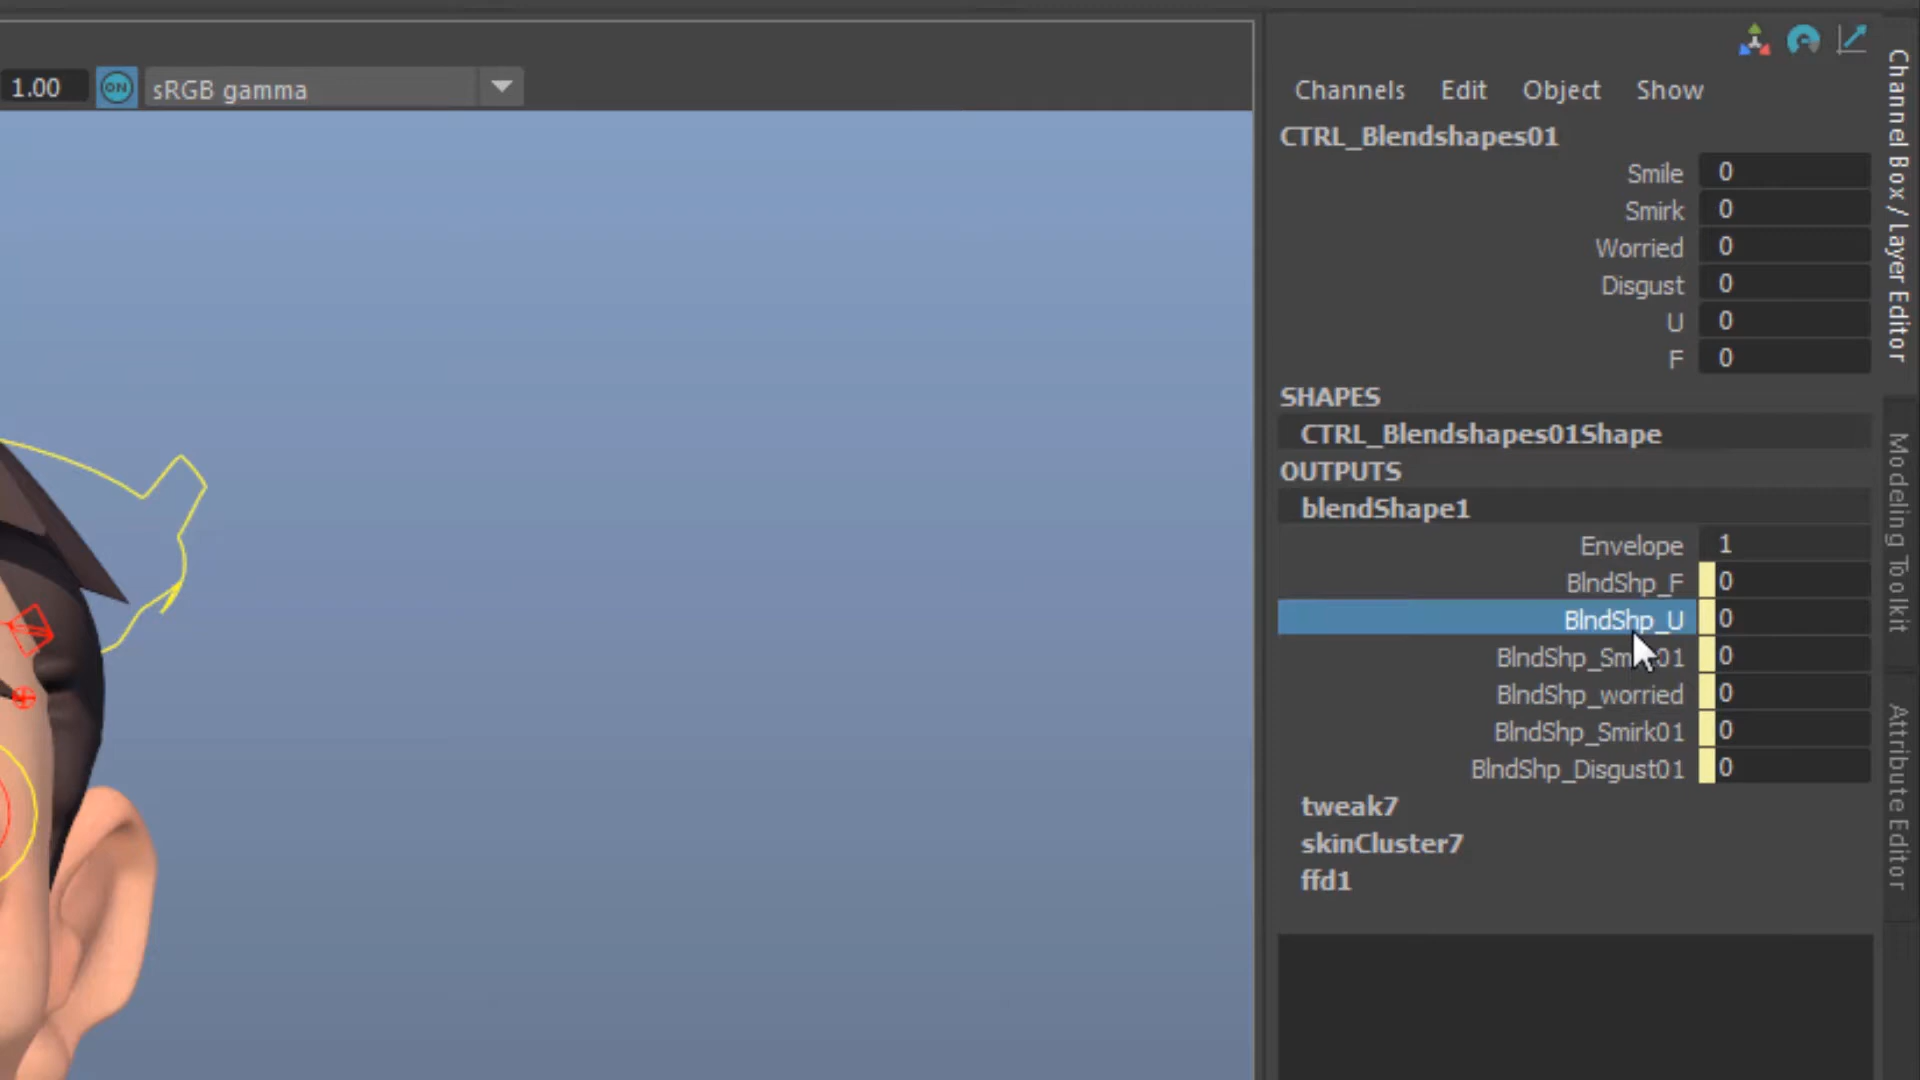 1.00
ON
sRGB gamma
Channels Edit Object Show
CTRL_Blendshapes01
Smile 0
Smirk 0
Worried 0
Disgust 0
U 0
F 0
SHAPES
CTRL_Blendshapes01Shape
OUTPUTS
blendShape1
Envelope 1
BlndShp_F 0
BlndShp_U 0
0
BlndShp_worried 0
BlndShp_Smirk01 0
BlndShp_Disgust01 0
tweak7
skinCluster7
ffd1
Channel Box / Layer Editor
Modeling Toolkit
Attribute Editor